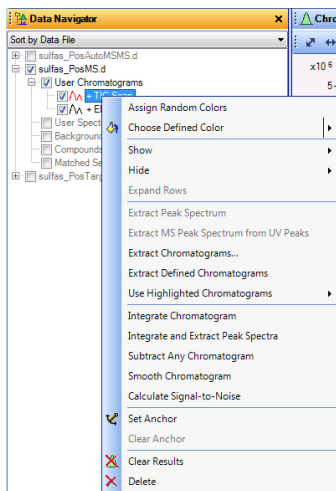 Data Navigator
Chro
Sort by Data File
x10 6
5-
sulfas_PosAutoMSMS.d
sulfas_PosMS.d
User Chromatograms
+ TIC Scan
+ E
User Spect
Background
Compounds
Matched Se
sulfas_PosTarg
Assign Random Colors
Choose Defined Color
Show
Hide
Expand Rows
Extract Peak Spectrum
Extract MS Peak Spectrum from UV Peaks
Extract Chromatograms...
Extract Defined Chromatograms
Use Highlighted Chromatograms
Integrate Chromatogram
Integrate and Extract Peak Spectra
Subtract Any Chromatogram
Smooth Chromatogram
Calculate Signal-to-Noise
Set Anchor
Clear Anchor
Clear Results
Delete